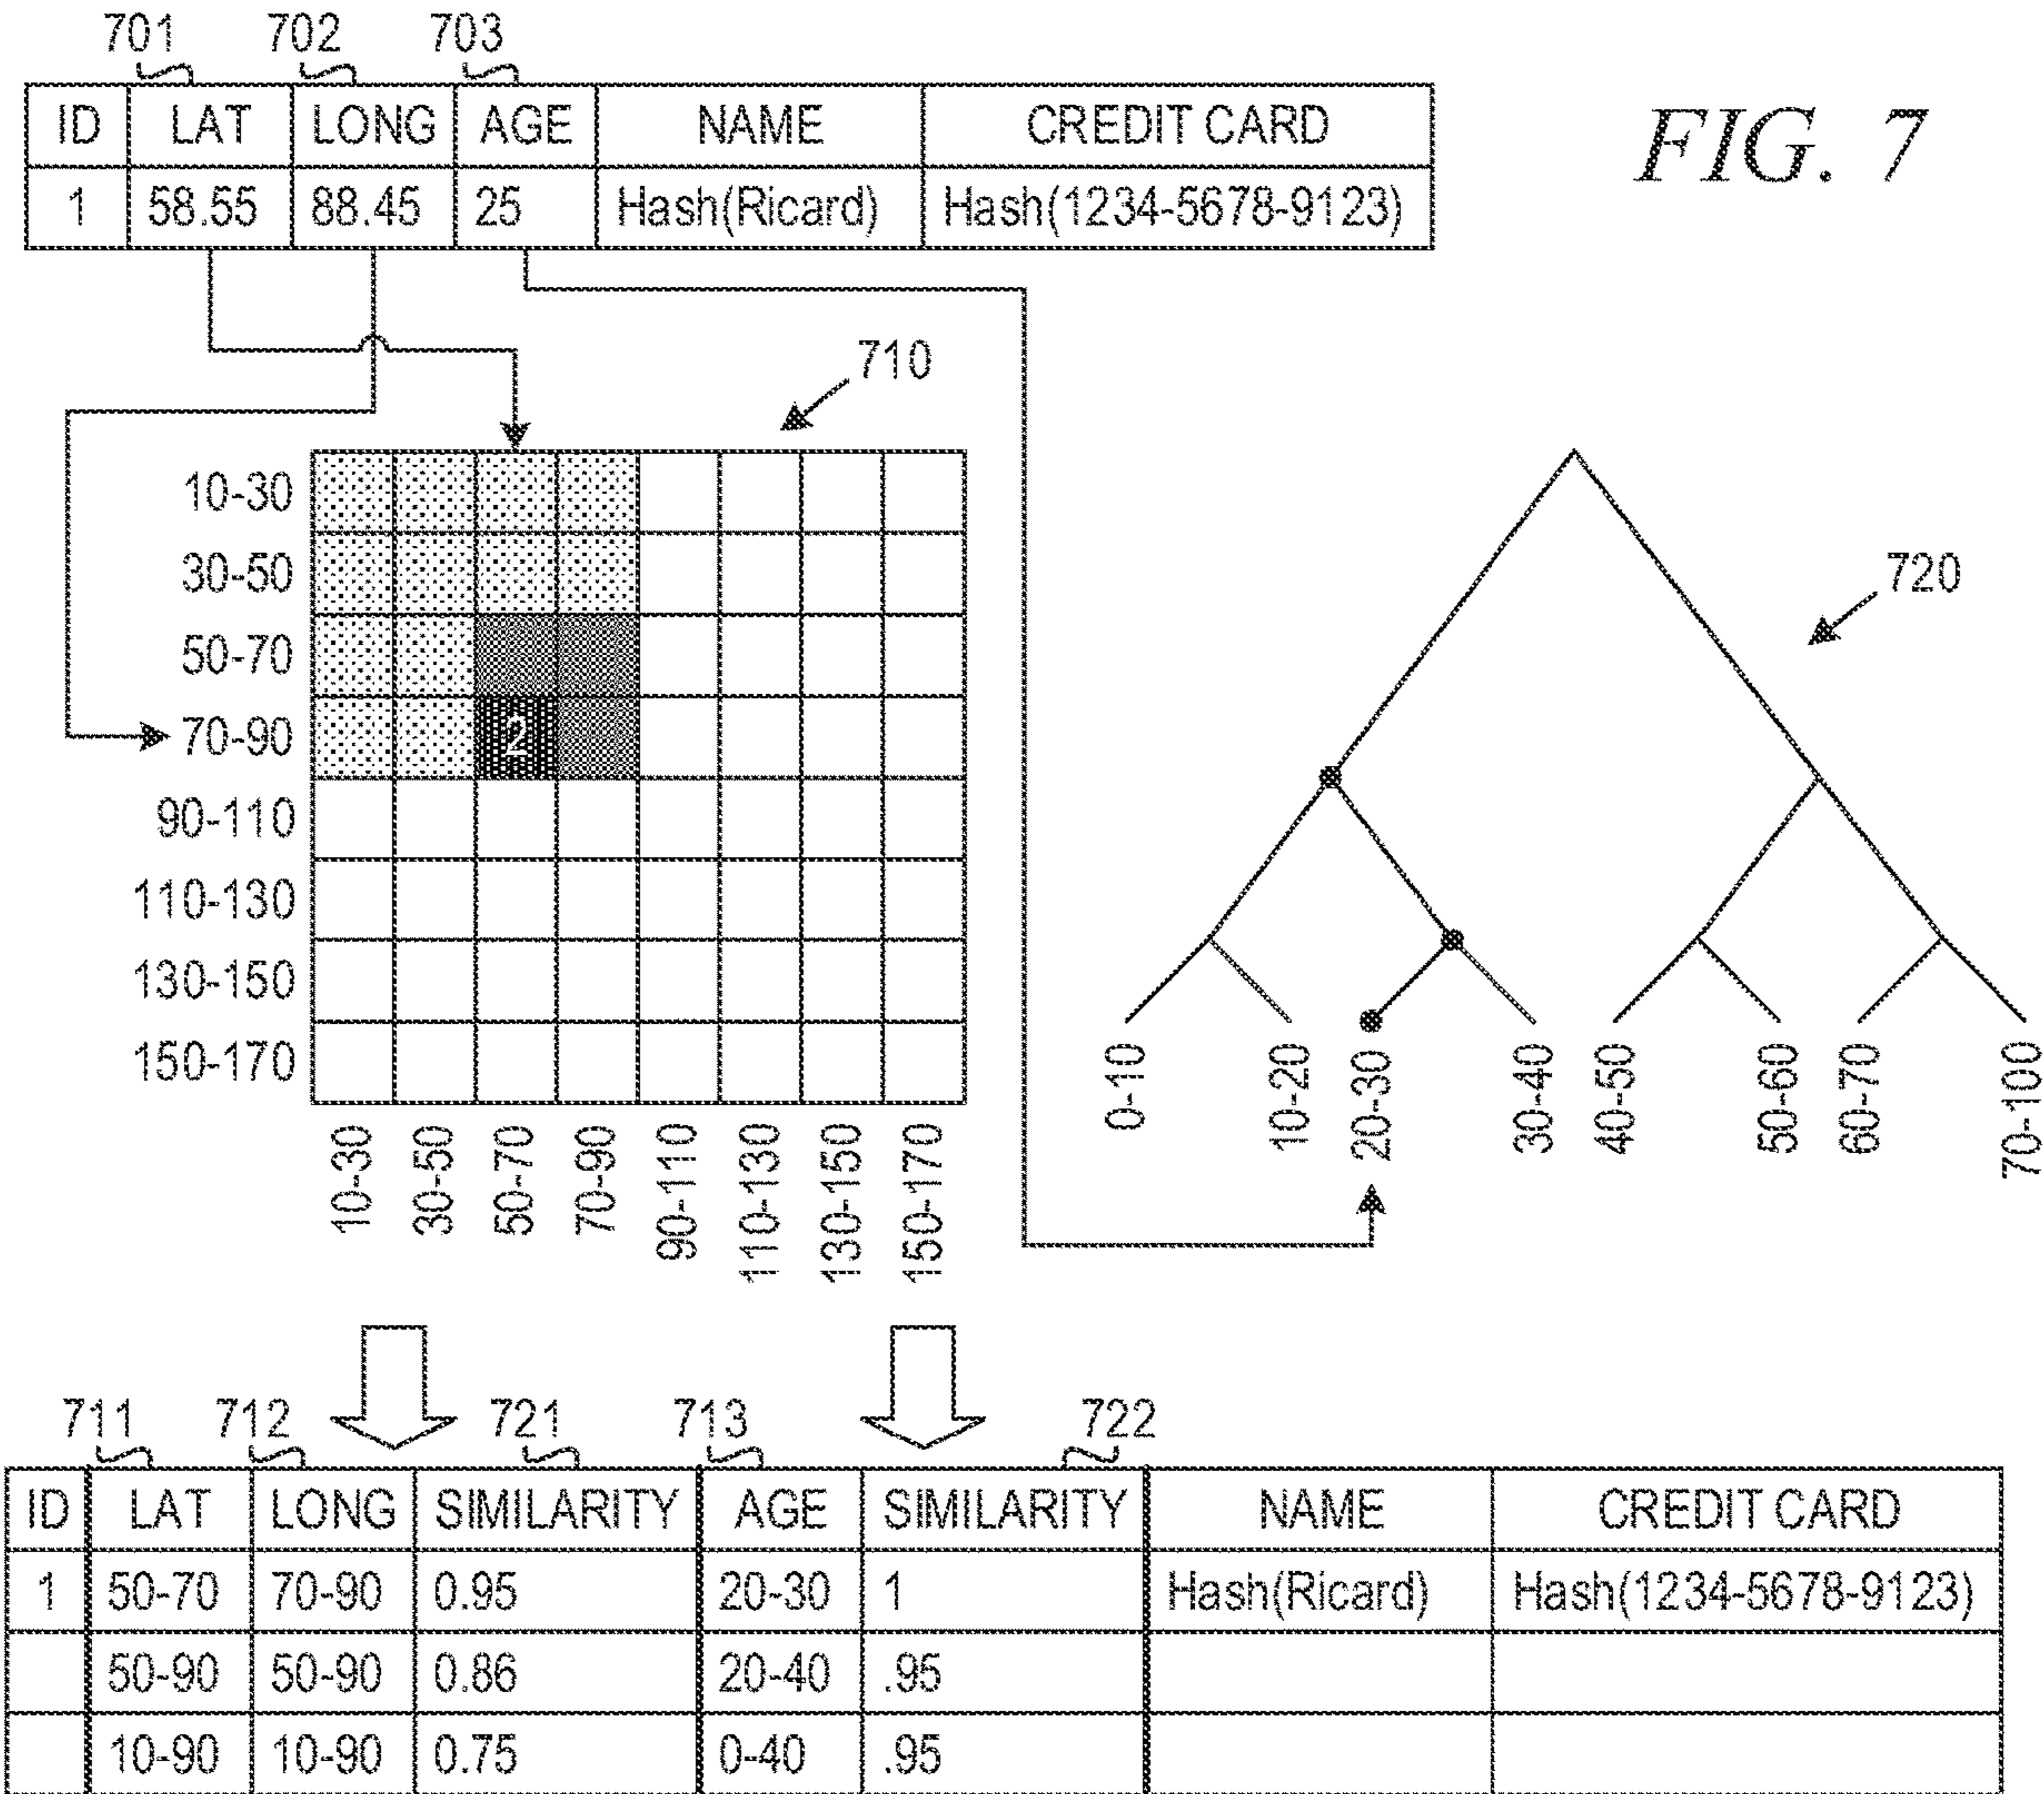 701 702 703
FIG. 7
ID LAT LONG AGE NAME CREDIT CARD
1 58.55 88.45 25 Hash(Ricard) Hash(1234-5678-9123)
710
10-30
30-50
50-70
70-90 2
90-110
110-130
130-150
150-170
10-30 30-50 50-70 70-90 90-110 110-130 130-150 150-170
720
0-10 10-20 20-30 30-40 40-50 50-60 60-70 70-100
711 712 721 713 722
ID LAT LONG SIMILARITY AGE SIMILARITY NAME CREDIT CARD
1 50-70 70-90 0.95 20-30 1 Hash(Ricard) Hash(1234-5678-9123)
50-90 50-90 0.86 20-40 .95
10-90 10-90 0.75 0-40 .95